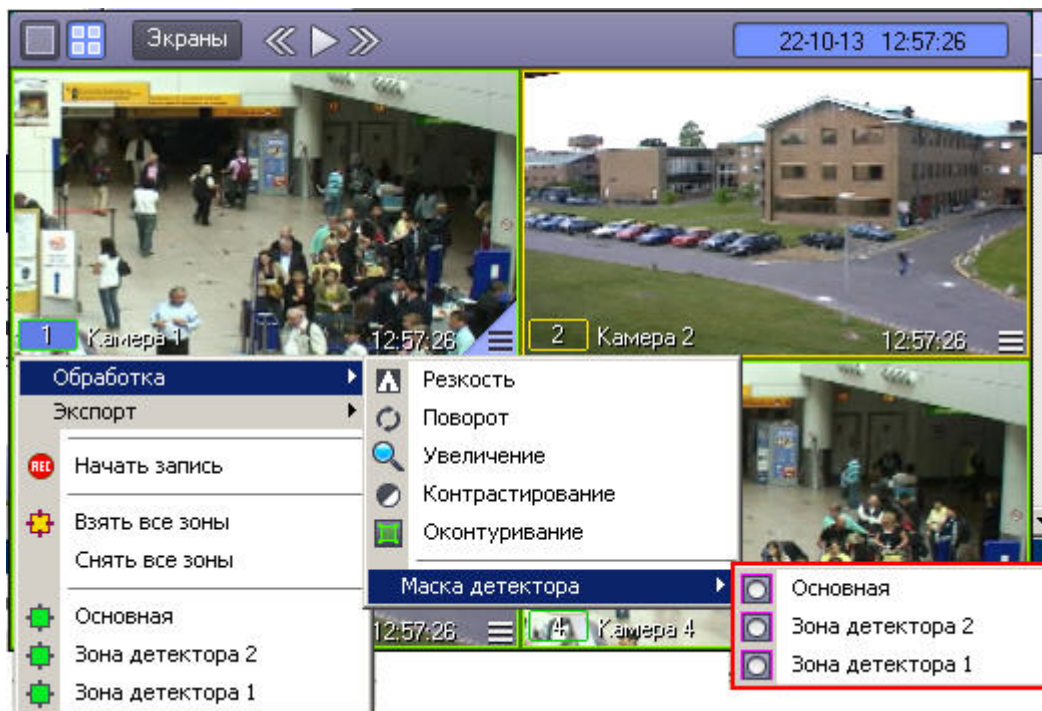 Экраны
22-10-13 12:57:26
1 Камера 1 12:57:26
2 Камера 2 12:57:26
Обработка
Экспорт
REC Начать запись
Взять все зоны
Снять все зоны
Основная
Зона детектора 2
Зона детектора 1
Резкость
Поворот
Увеличение
Контрастирование
Оконтуривание
Маска детектора
Основная
Зона детектора 2
Зона детектора 1
12:57:26
4 Камера 4